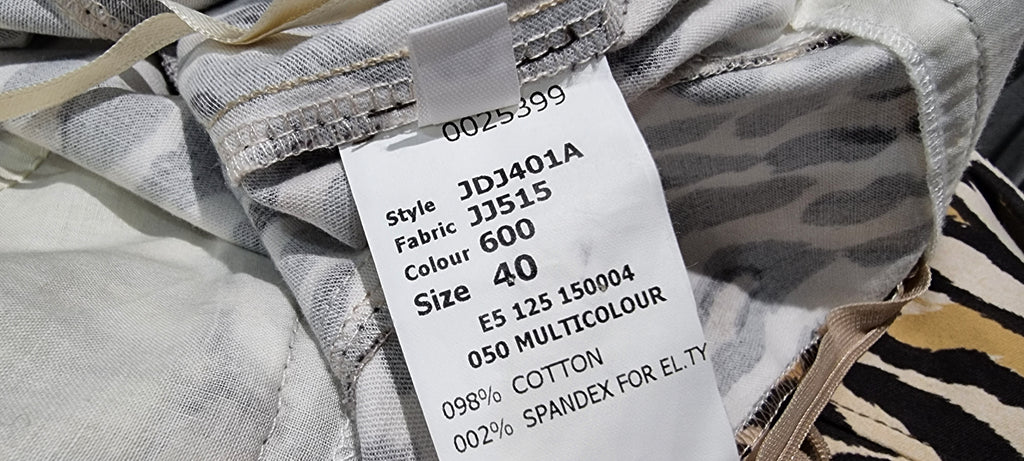 0025399
Style JDJ401A
Fabric JJ515
Colour 600
Size 40
E5 125 150004
050 MULTICOLOUR
098% COTTON
002% SPANDEX FOR EL.TY